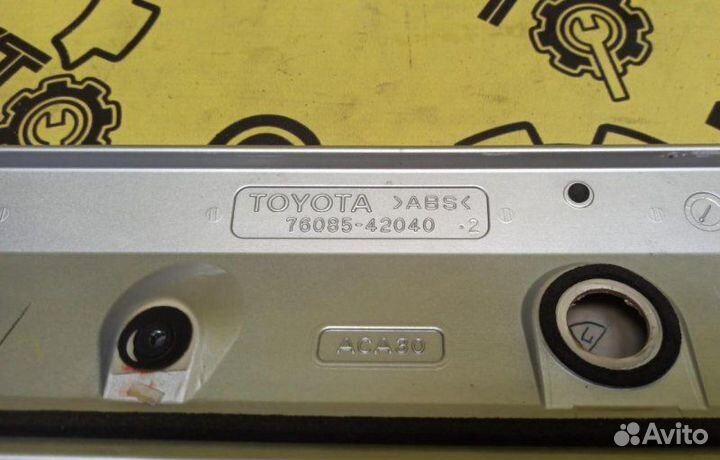 TOYOTA >ABS<
76085-42040 ·2
ACA30
Avito